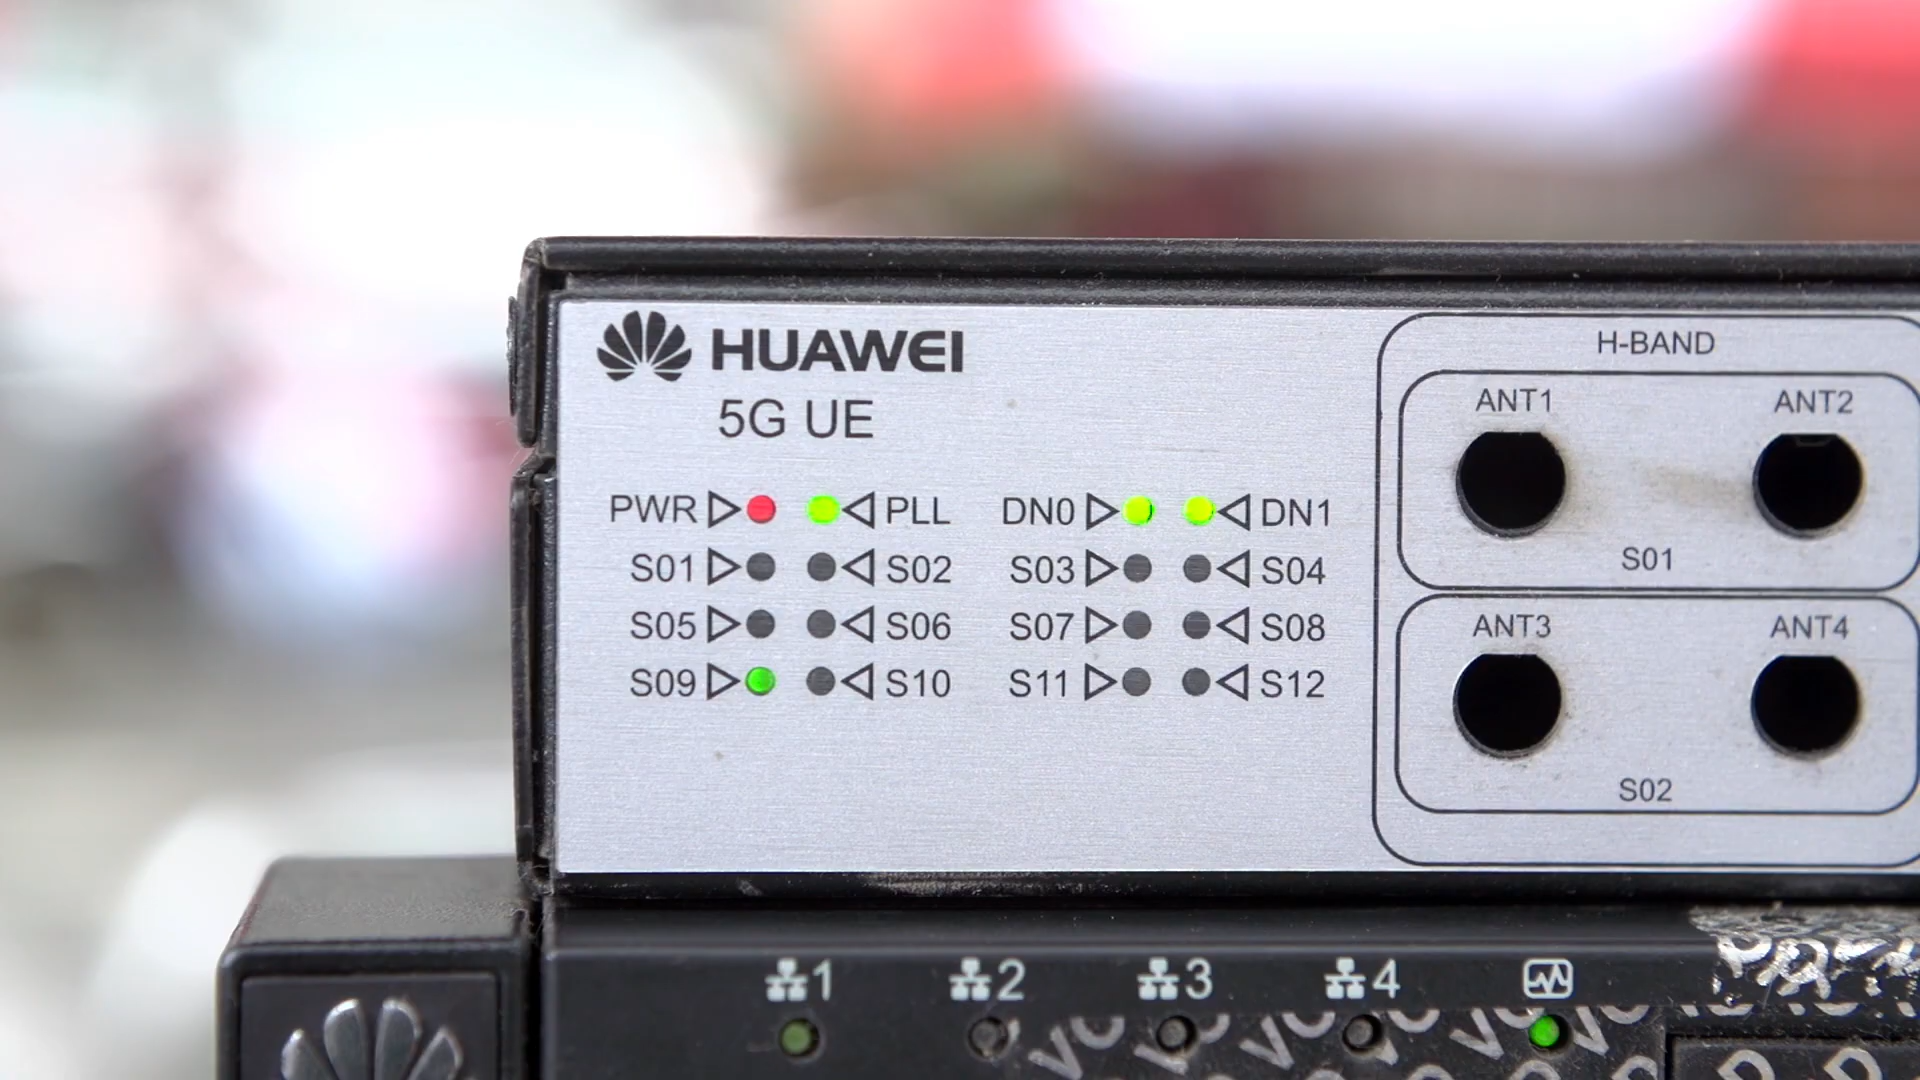 HUAWEI
5G UE
PWR PLL DN0 DN1
S01 S02 S03 S04
S05 S06 S07 S08
S09 S10 S11 S12
H-BAND
ANT1 ANT2
S01
ANT3 ANT4
S02
1 2 3 4